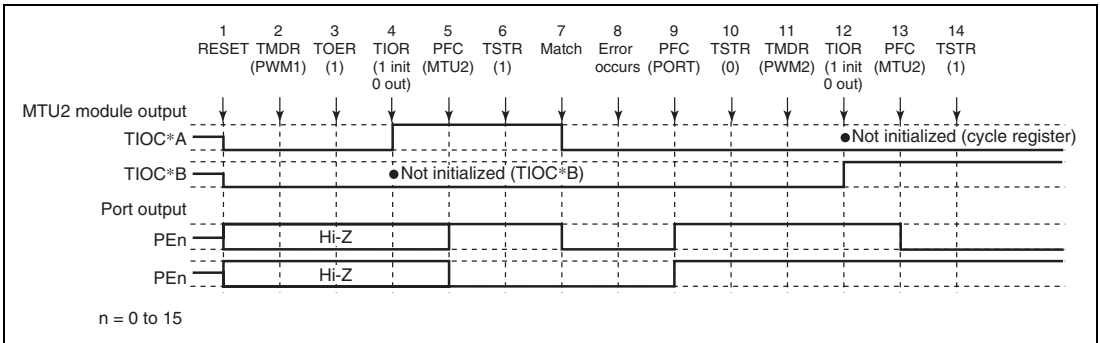 1 2 3 4 5 6 7 8 9 10 11 12 13 14
RESET TMDR TOER TIOR PFC TSTR Match Error PFC TSTR TMDR TIOR PFC TSTR
(PWM1) (1) (1 init (MTU2) (1) occurs (PORT) (0) (PWM2) (1 init (MTU2) (1)
0 out) 0 out)
MTU2 module output
TIOC*A ●Not initialized (cycle register)
TIOC*B ●Not initialized (TIOC*B)
Port output
PEn Hi-Z
PEn Hi-Z
n = 0 to 15